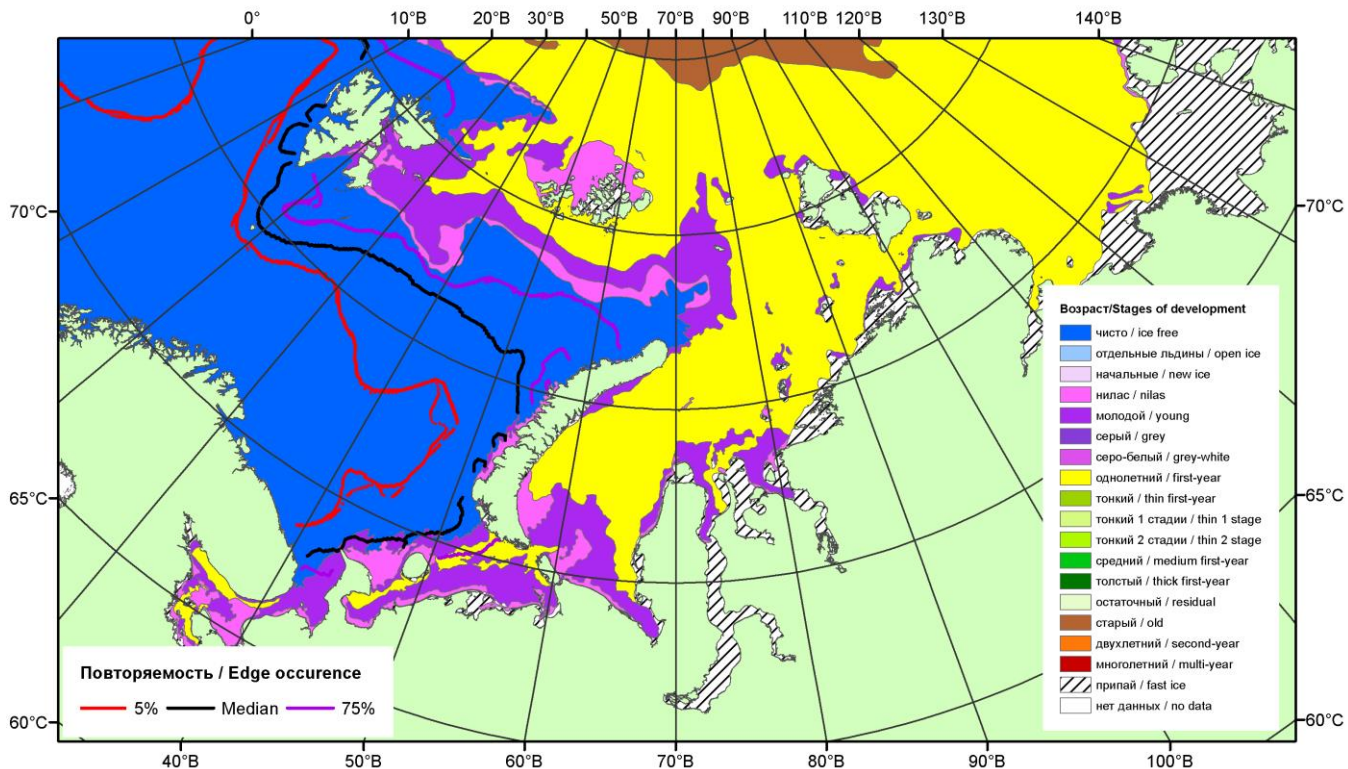 0° 10°В 20°В 30°В 50°В 70°В 90°В 110°В 120°В 130°В 140°В
70°С 70°С
65°С 65°С
60°С 60°С
Возраст/Stages of development
чисто / ice free
отдельные льдины / open ice
начальные / new ice
нилас / nilas
молодой / young
серый / grey
серо-белый / grey-white
однолетний / first-year
тонкий / thin first-year
тонкий 1 стадии / thin 1 stage
тонкий 2 стадии / thin 2 stage
средний / medium first-year
толстый / thick first-year
остаточный / residual
старый / old
двухлетний / second-year
многолетний / multi-year
припай / fast ice
нет данных / no data
Повторяемость / Edge occurence
5% Median 75%
40°В 50°В 60°В 70°В 80°В 90°В 100°В